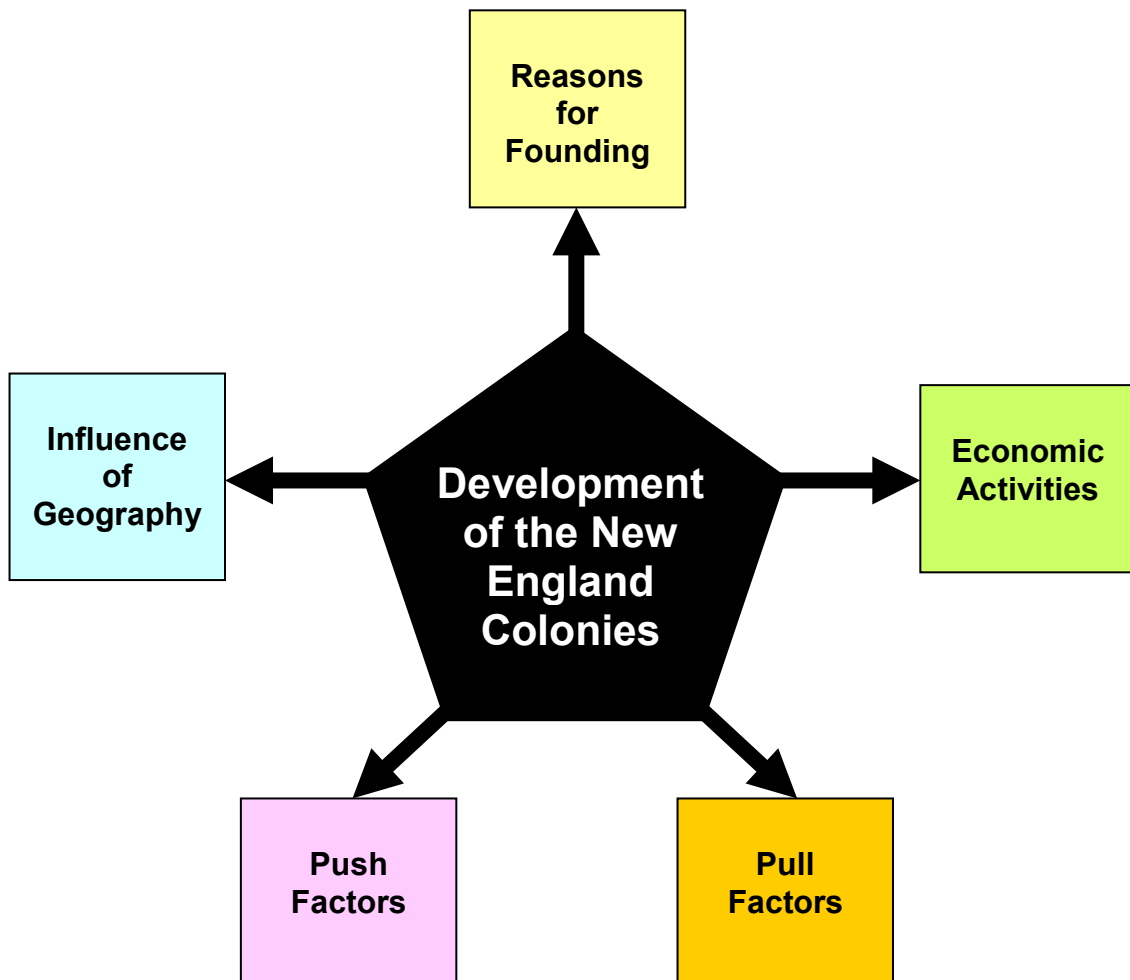 Reasons
for
Founding
Influence
of
Geography
Economic
Activities
Development
of the New
England
Colonies
Push
Factors
Pull
Factors